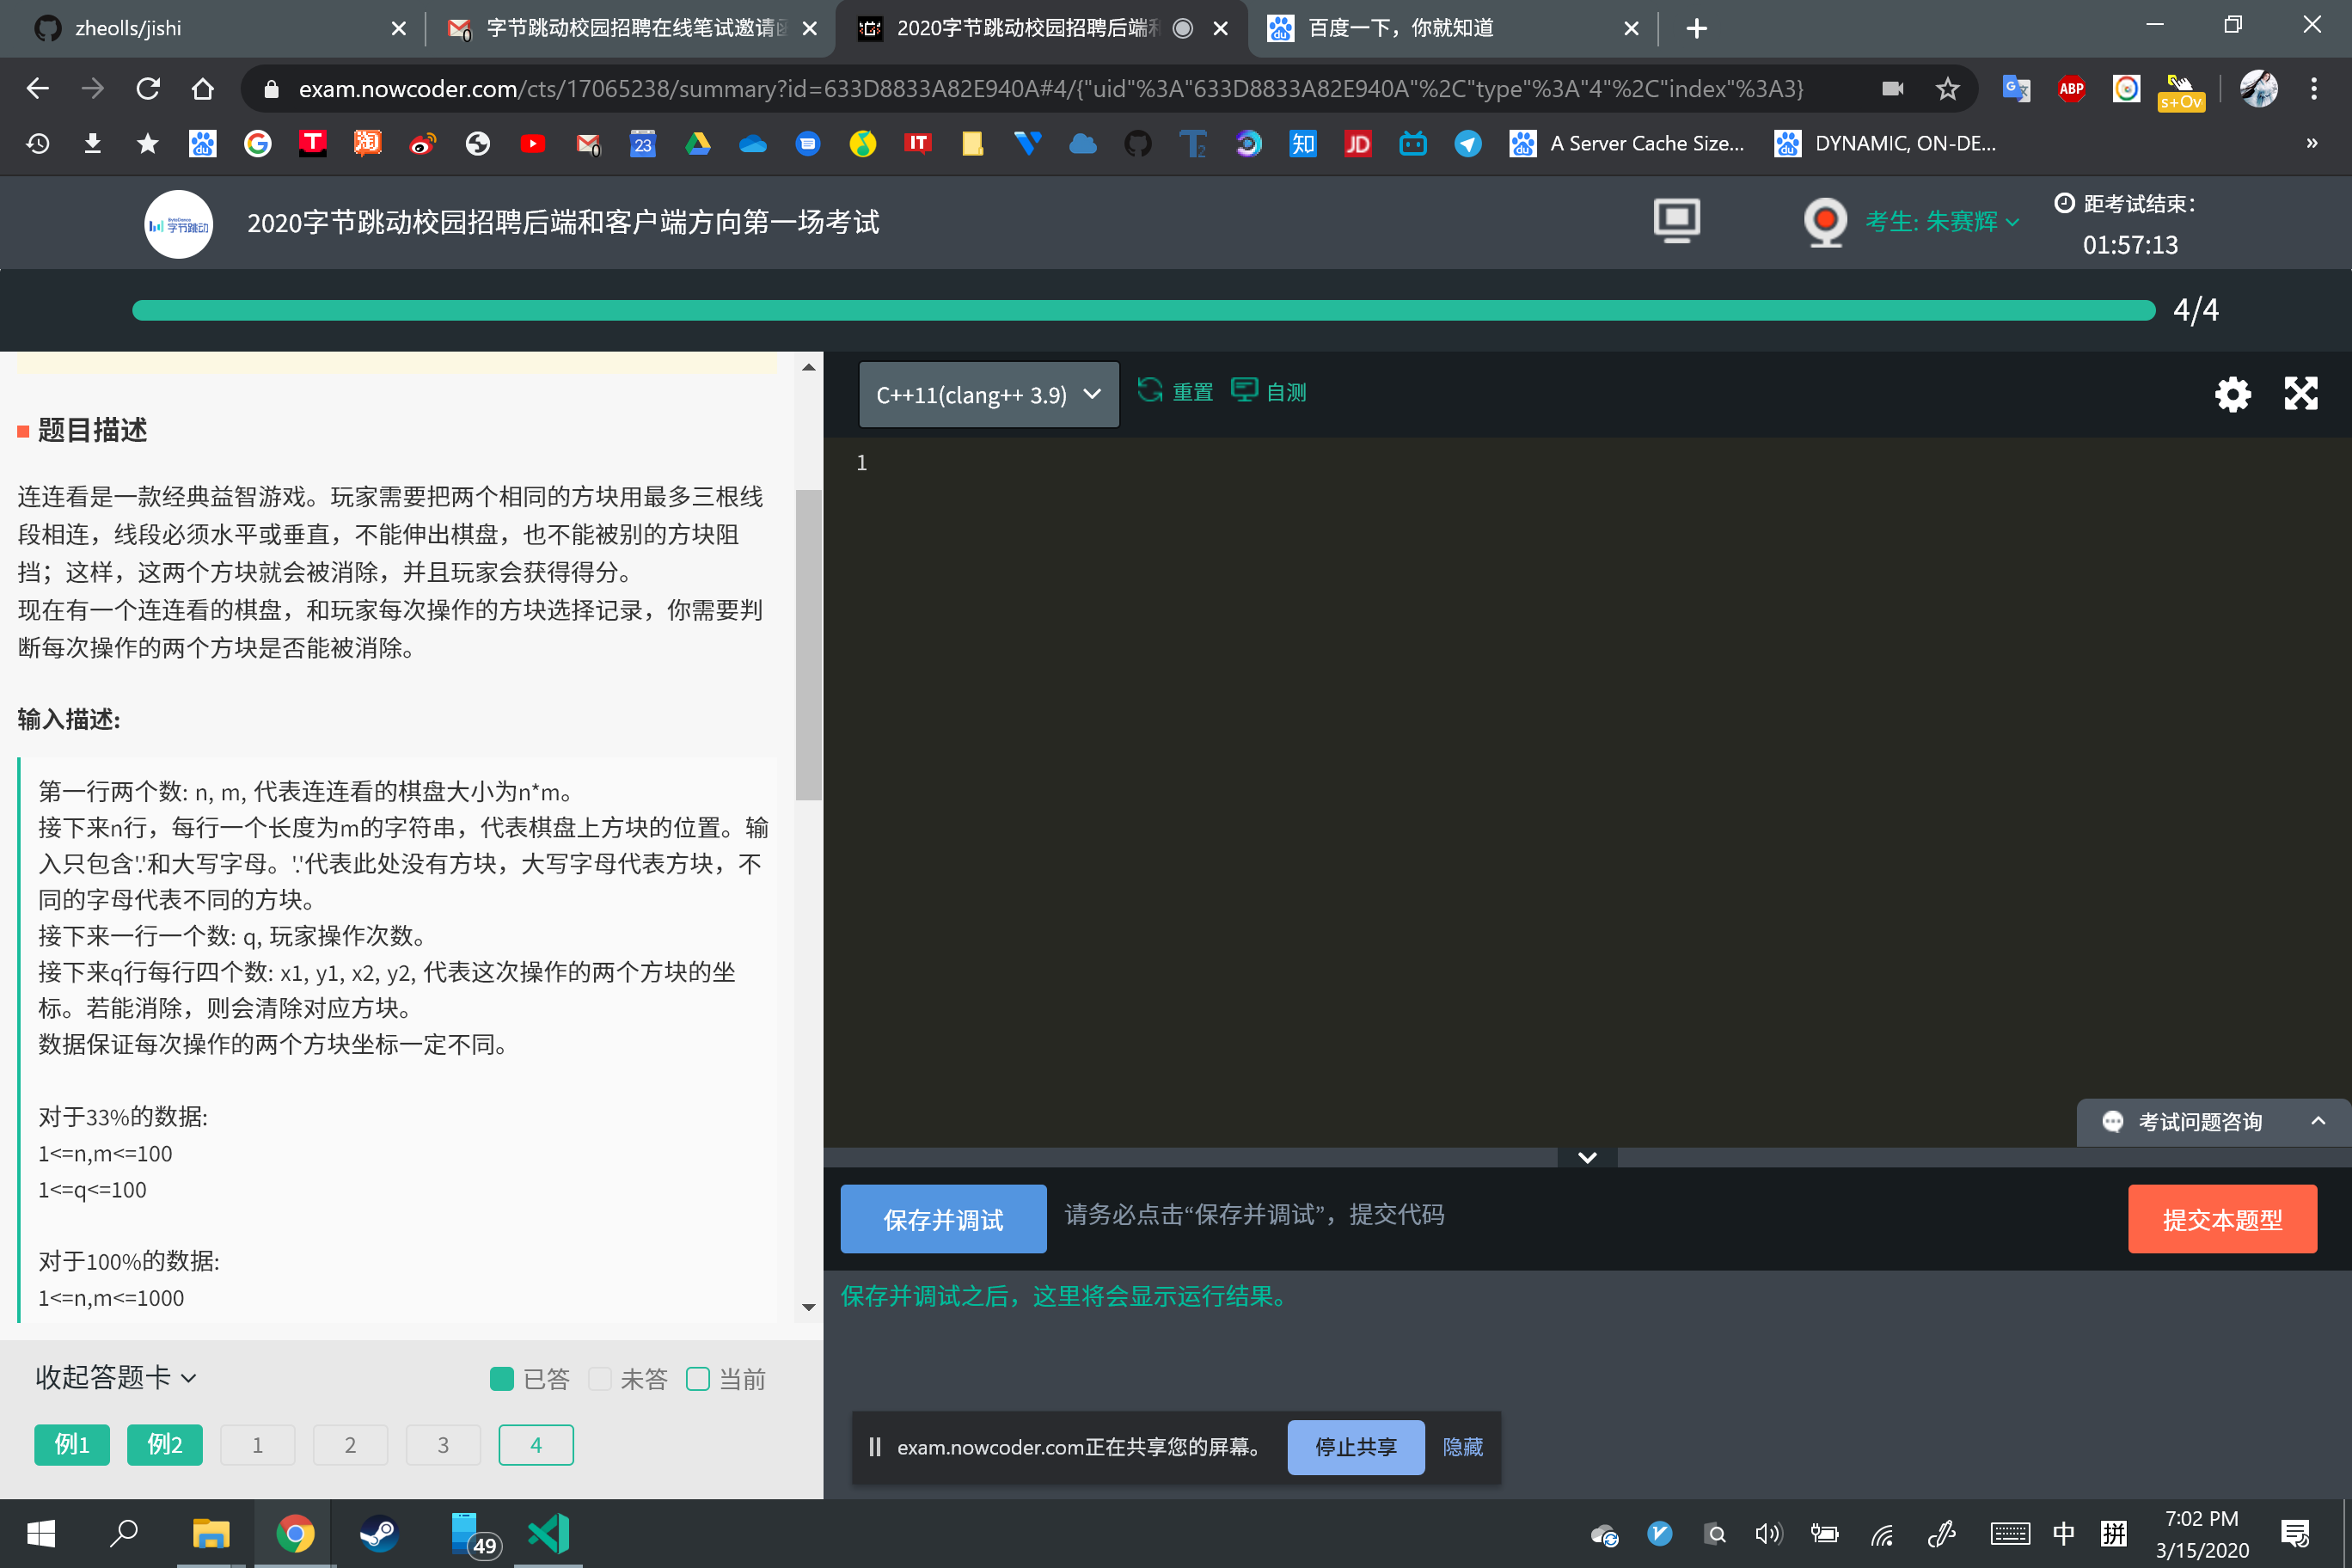 zheolls/jishi
字节跳动校园招聘在线笔试邀请函
2020字节跳动校园招聘后端和
百度一下，你就知道
exam.nowcoder.com/cts/17065238/summary?id=633D8833A82E940A#4/{"uid"%3A"633D8833A82E940A"%2C"type"%3A"4"%2C"index"%3A3}
ABP
s+Ov
A Server Cache Size...
DYNAMIC, ON-DE...
»
ByteDance
字节跳动
2020字节跳动校园招聘后端和客户端方向第一场考试
考生: 朱赛辉
距考试结束：
01:57:13
4/4
题目描述
连连看是一款经典益智游戏。玩家需要把两个相同的方块用最多三根线
段相连，线段必须水平或垂直，不能伸出棋盘，也不能被别的方块阻
挡；这样，这两个方块就会被消除，并且玩家会获得得分。
现在有一个连连看的棋盘，和玩家每次操作的方块选择记录，你需要判
断每次操作的两个方块是否能被消除。
输入描述:
第一行两个数: n, m, 代表连连看的棋盘大小为n*m。
接下来n行，每行一个长度为m的字符串，代表棋盘上方块的位置。输
入只包含'.'和大写字母。'.'代表此处没有方块，大写字母代表方块，不
同的字母代表不同的方块。
接下来一行一个数: q, 玩家操作次数。
接下来q行每行四个数: x1, y1, x2, y2, 代表这次操作的两个方块的坐
标。若能消除，则会清除对应方块。
数据保证每次操作的两个方块坐标一定不同。
对于33%的数据:
1<=n,m<=100
1<=q<=100
对于100%的数据:
1<=n,m<=1000
收起答题卡
已答
未答
当前
例1
例2
1
2
3
4
C++11(clang++ 3.9)
重置
自测
1
考试问题咨询
保存并调试
请务必点击“保存并调试”，提交代码
提交本题型
保存并调试之后，这里将会显示运行结果。
exam.nowcoder.com正在共享您的屏幕。
停止共享
隐藏
49
中
拼
7:02 PM
3/15/2020